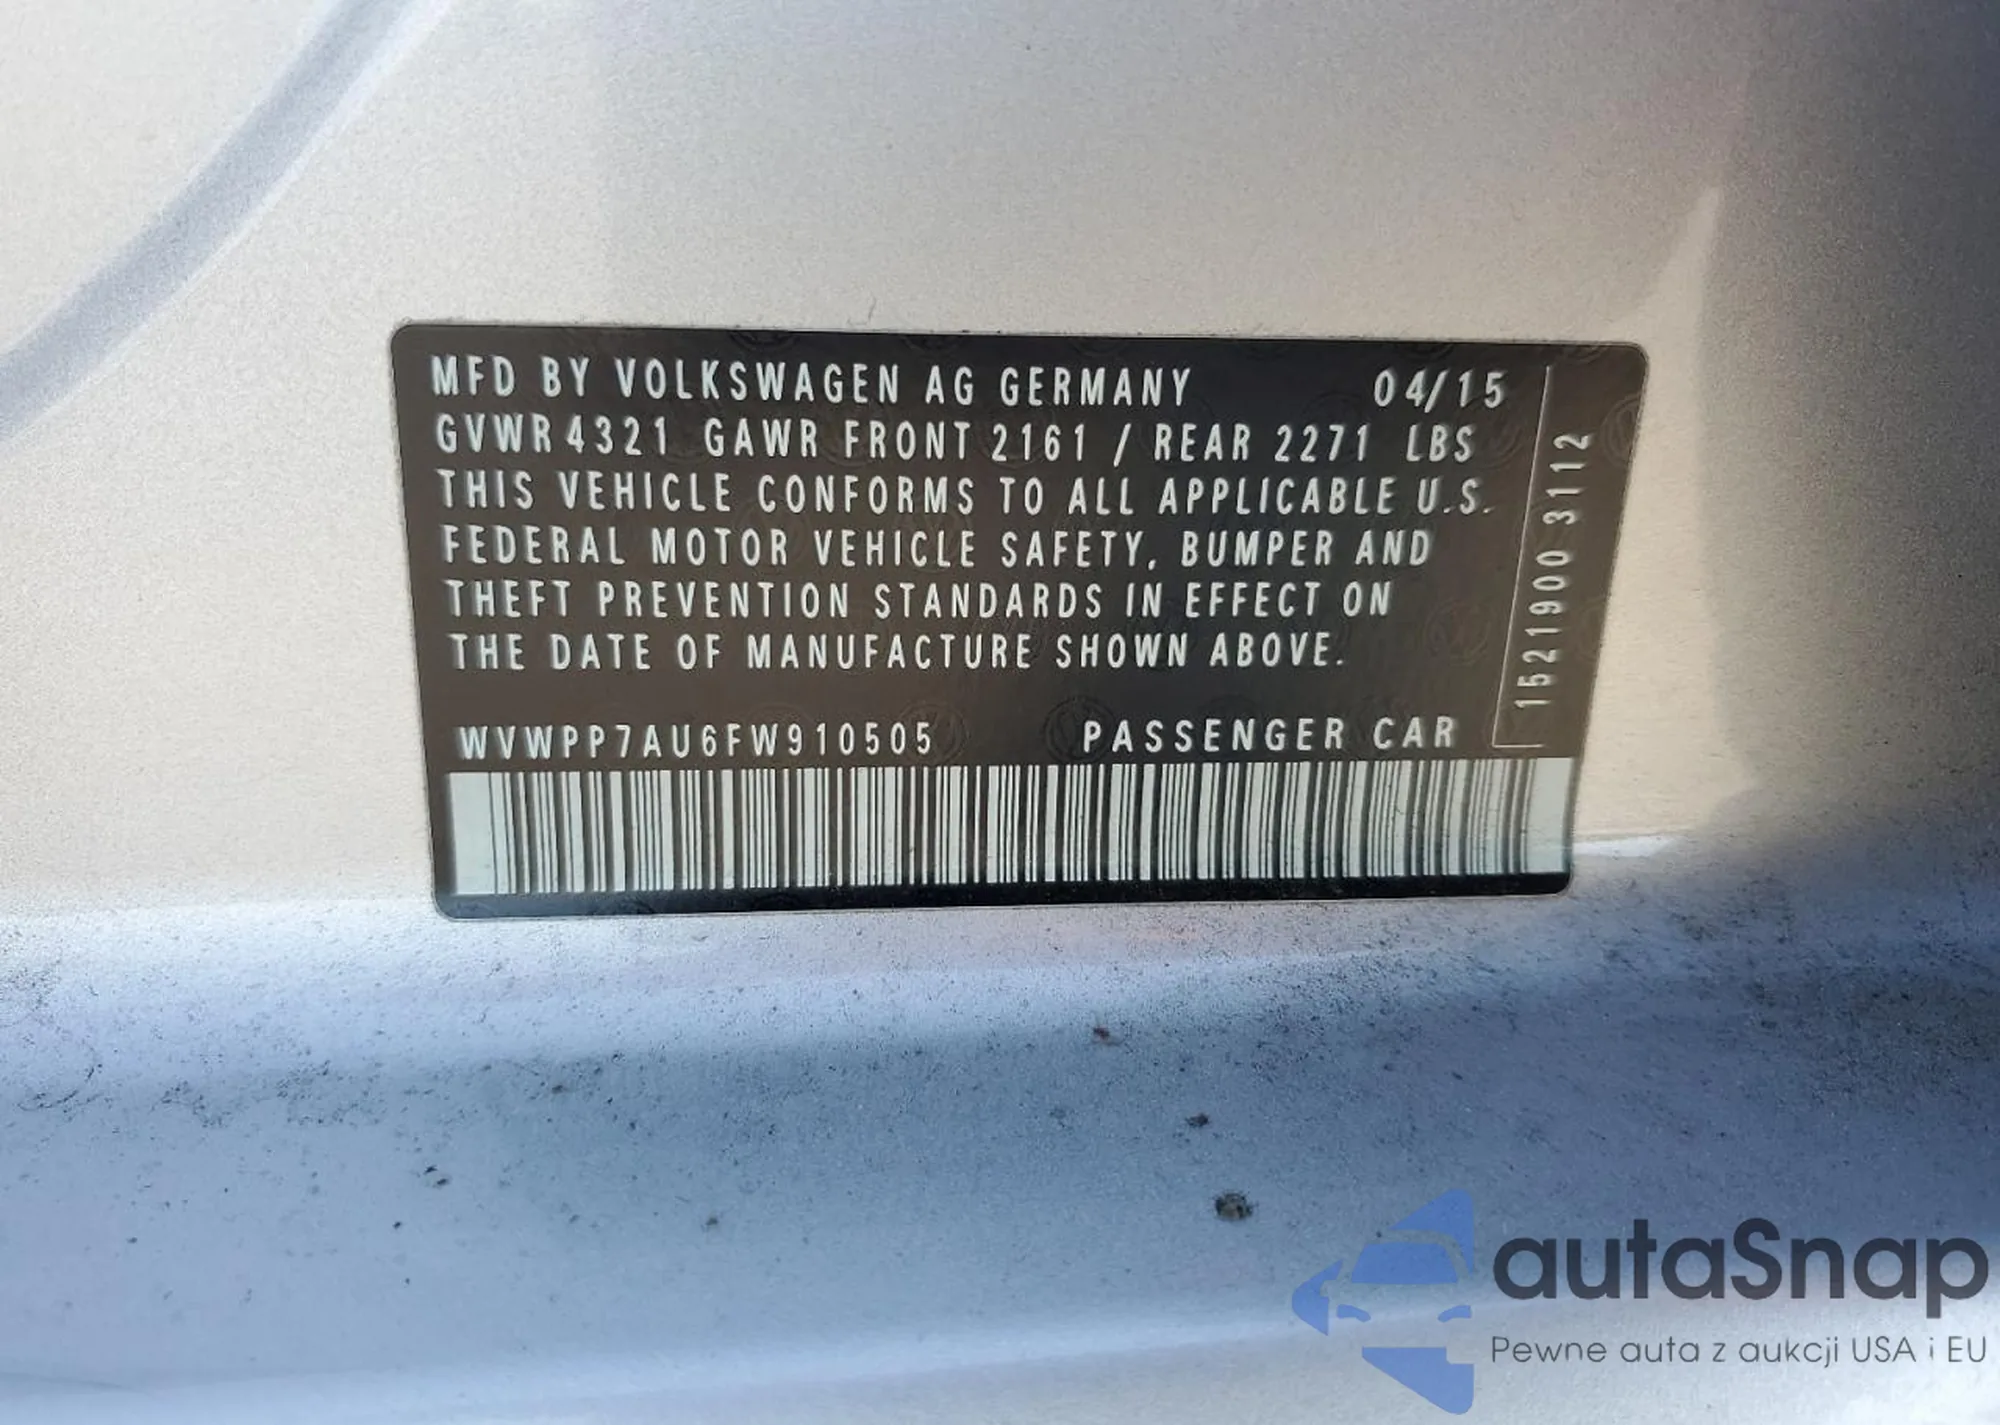 MFD BY VOLKSWAGEN AG GERMANY 04/15
GVWR 4321 GAWR FRONT 2161 / REAR 2271 LBS
THIS VEHICLE CONFORMS TO ALL APPLICABLE U.S.
FEDERAL MOTOR VEHICLE SAFETY, BUMPER AND
THEFT PREVENTION STANDARDS IN EFFECT ON
THE DATE OF MANUFACTURE SHOWN ABOVE.
WVWPP7AU6FW910505 PASSENGER CAR
1521900 3112
autaSnap
Pewne auta z aukcji USA i EU